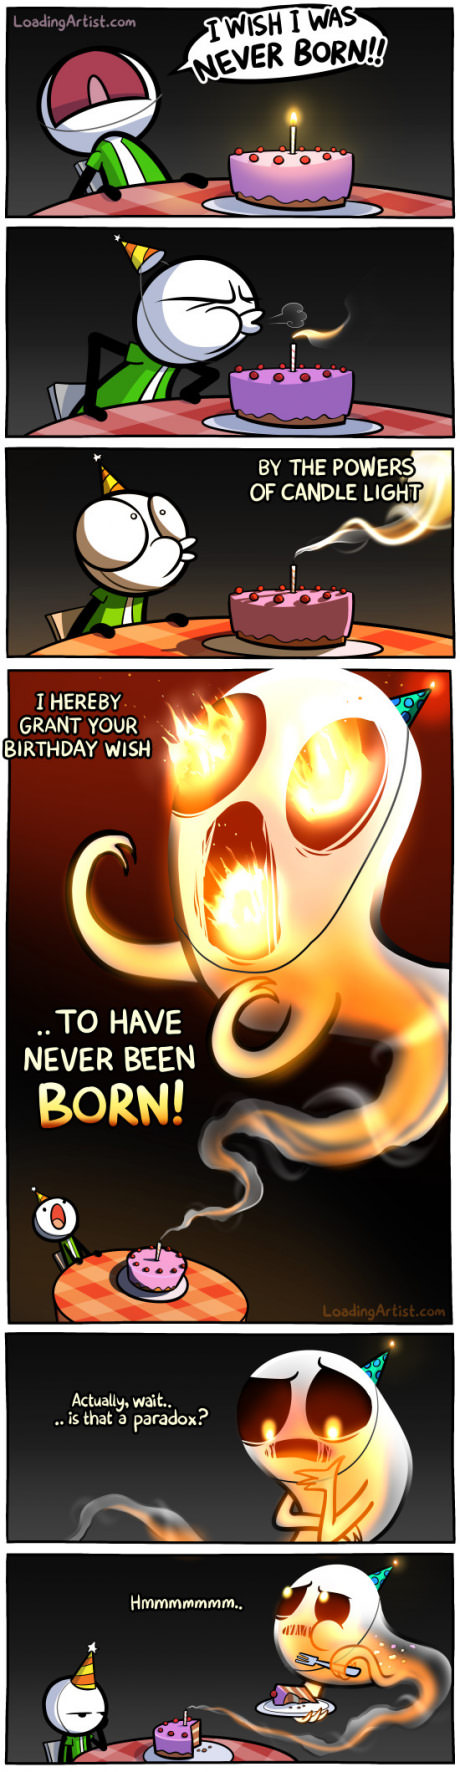 LoadingArtist.com
I WISH I WAS
NEVER BORN!!
BY THE POWERS
OF CANDLE LIGHT
I HEREBY
GRANT YOUR
BIRTHDAY WISH
.. TO HAVE
NEVER BEEN
BORN!
LoadingArtist.com
Actually, wait..
.. is that a paradox?
Hmmmmmmm..